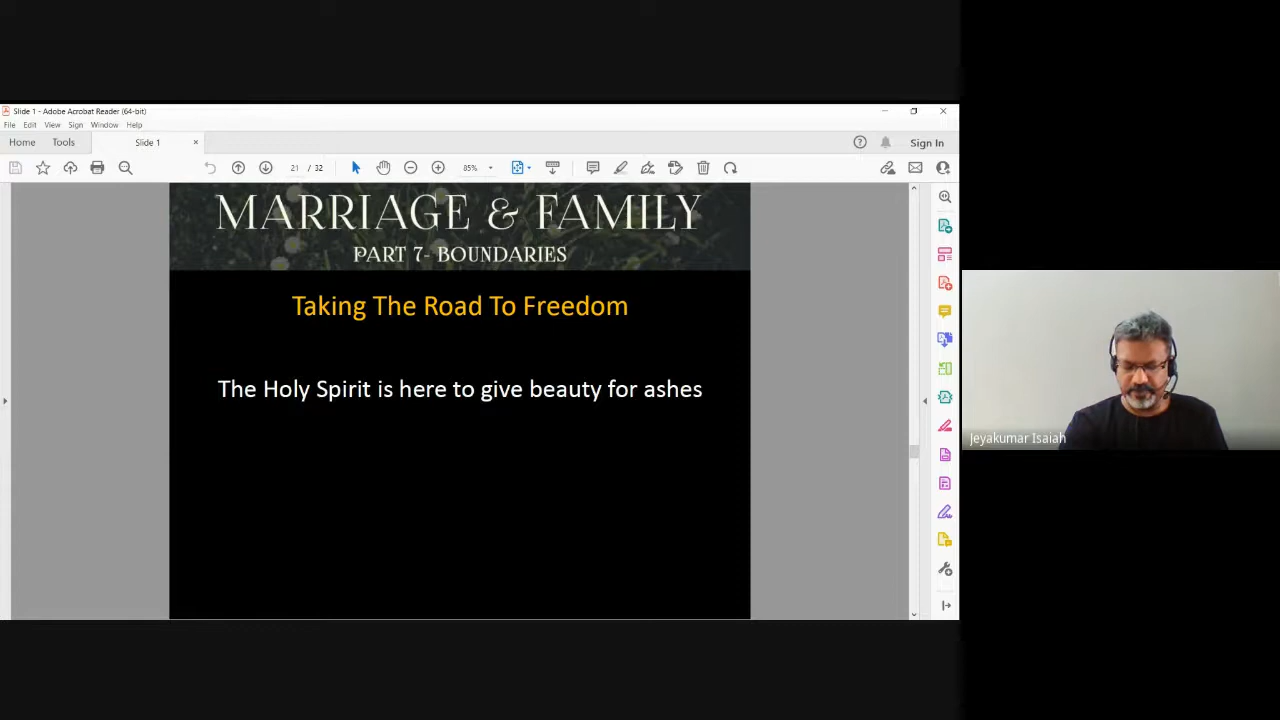 Slide 1 - Adobe Acrobat Reader (64-bit)
File Edit View Sign Window Help
Home Tools Slide 1 × Sign In
21 / 32 85%
MARRIAGE & FAMILY
PART 7- BOUNDARIES
Taking The Road To Freedom
The Holy Spirit is here to give beauty for ashes
Jeyakumar Isaiah